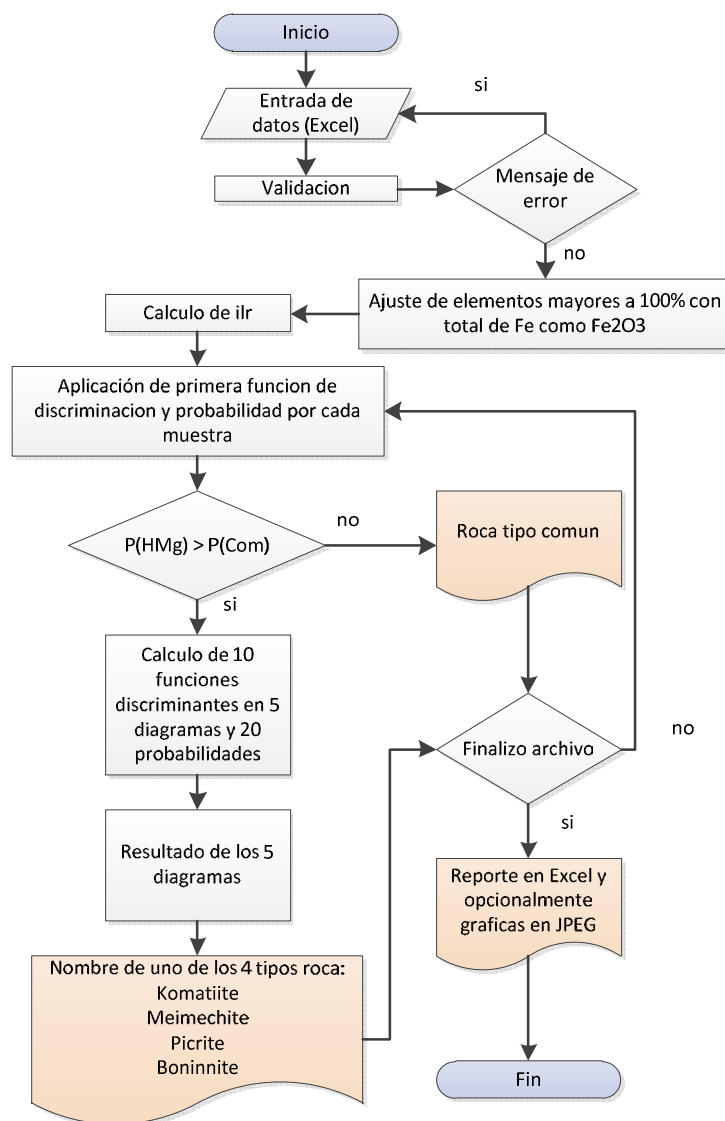 Inicio
Entrada de
datos (Excel)
si
Validacion
Mensaje de
error
no
Ajuste de elementos mayores a 100% con
total de Fe como Fe2O3
Calculo de ilr
Aplicación de primera funcion de
discriminacion y probabilidad por cada
muestra
P(HMg) > P(Com)
no
Roca tipo comun
si
Calculo de 10
funciones
discriminantes en 5
diagramas y 20
probabilidades
Finalizo archivo
no
si
Resultado de los 5
diagramas
Reporte en Excel y
opcionalmente
graficas en JPEG
Nombre de uno de los 4 tipos roca:
Komatiite
Meimechite
Picrite
Boninnite
Fin